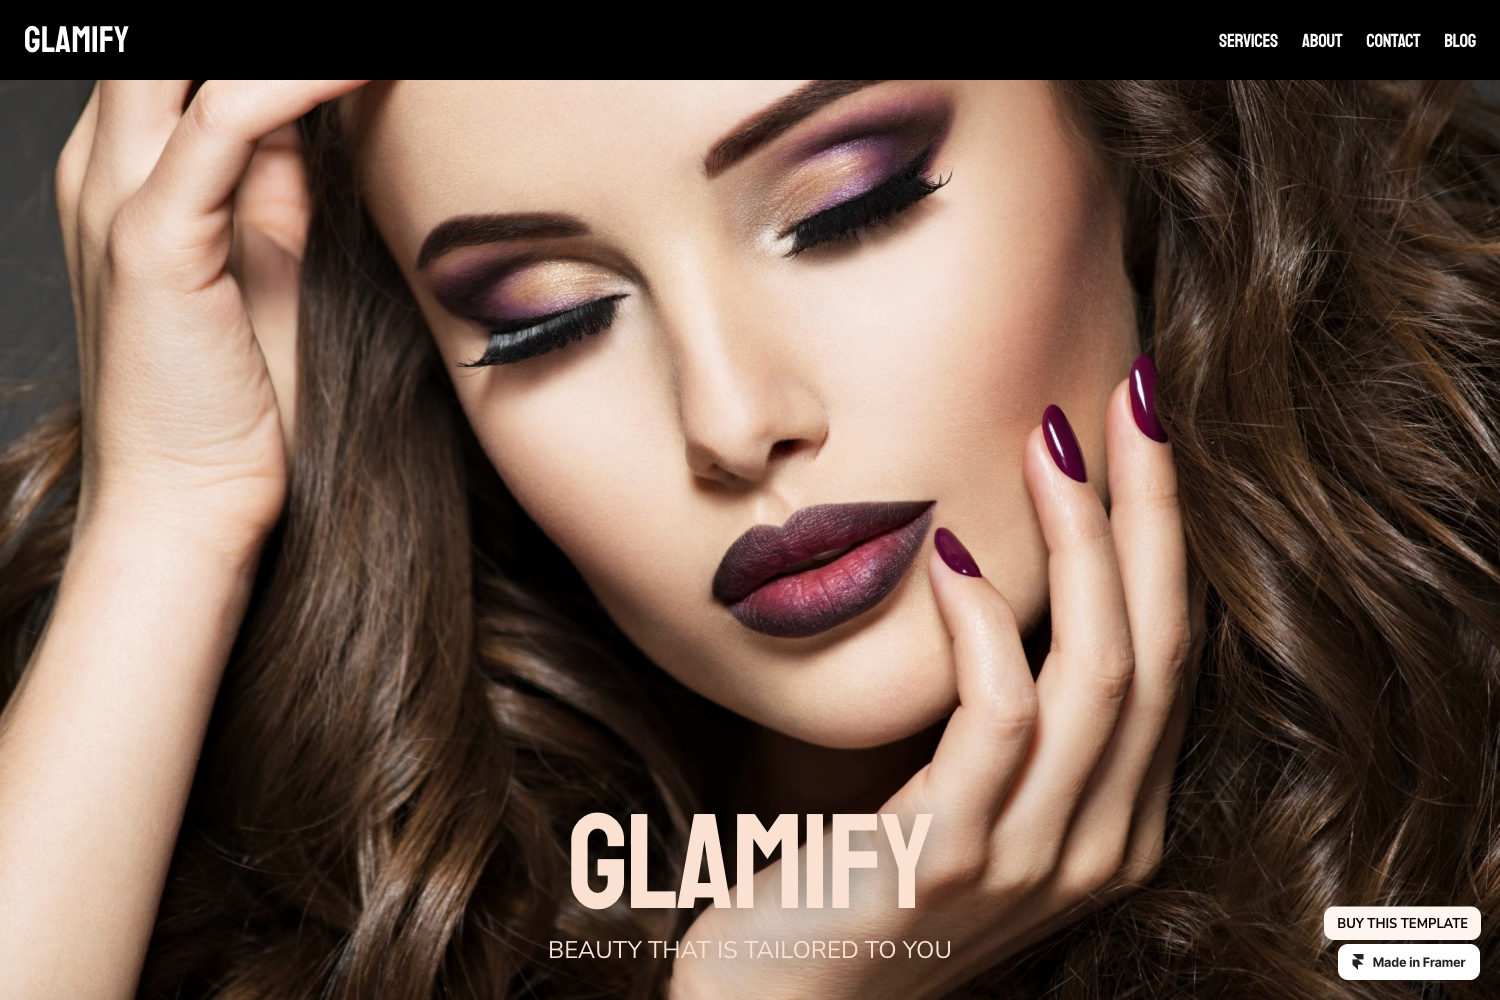 GLAMIFY
SERVICES ABOUT CONTACT BLOG
GLAMIFY
BEAUTY THAT IS TAILORED TO YOU
BUY THIS TEMPLATE
Made in Framer